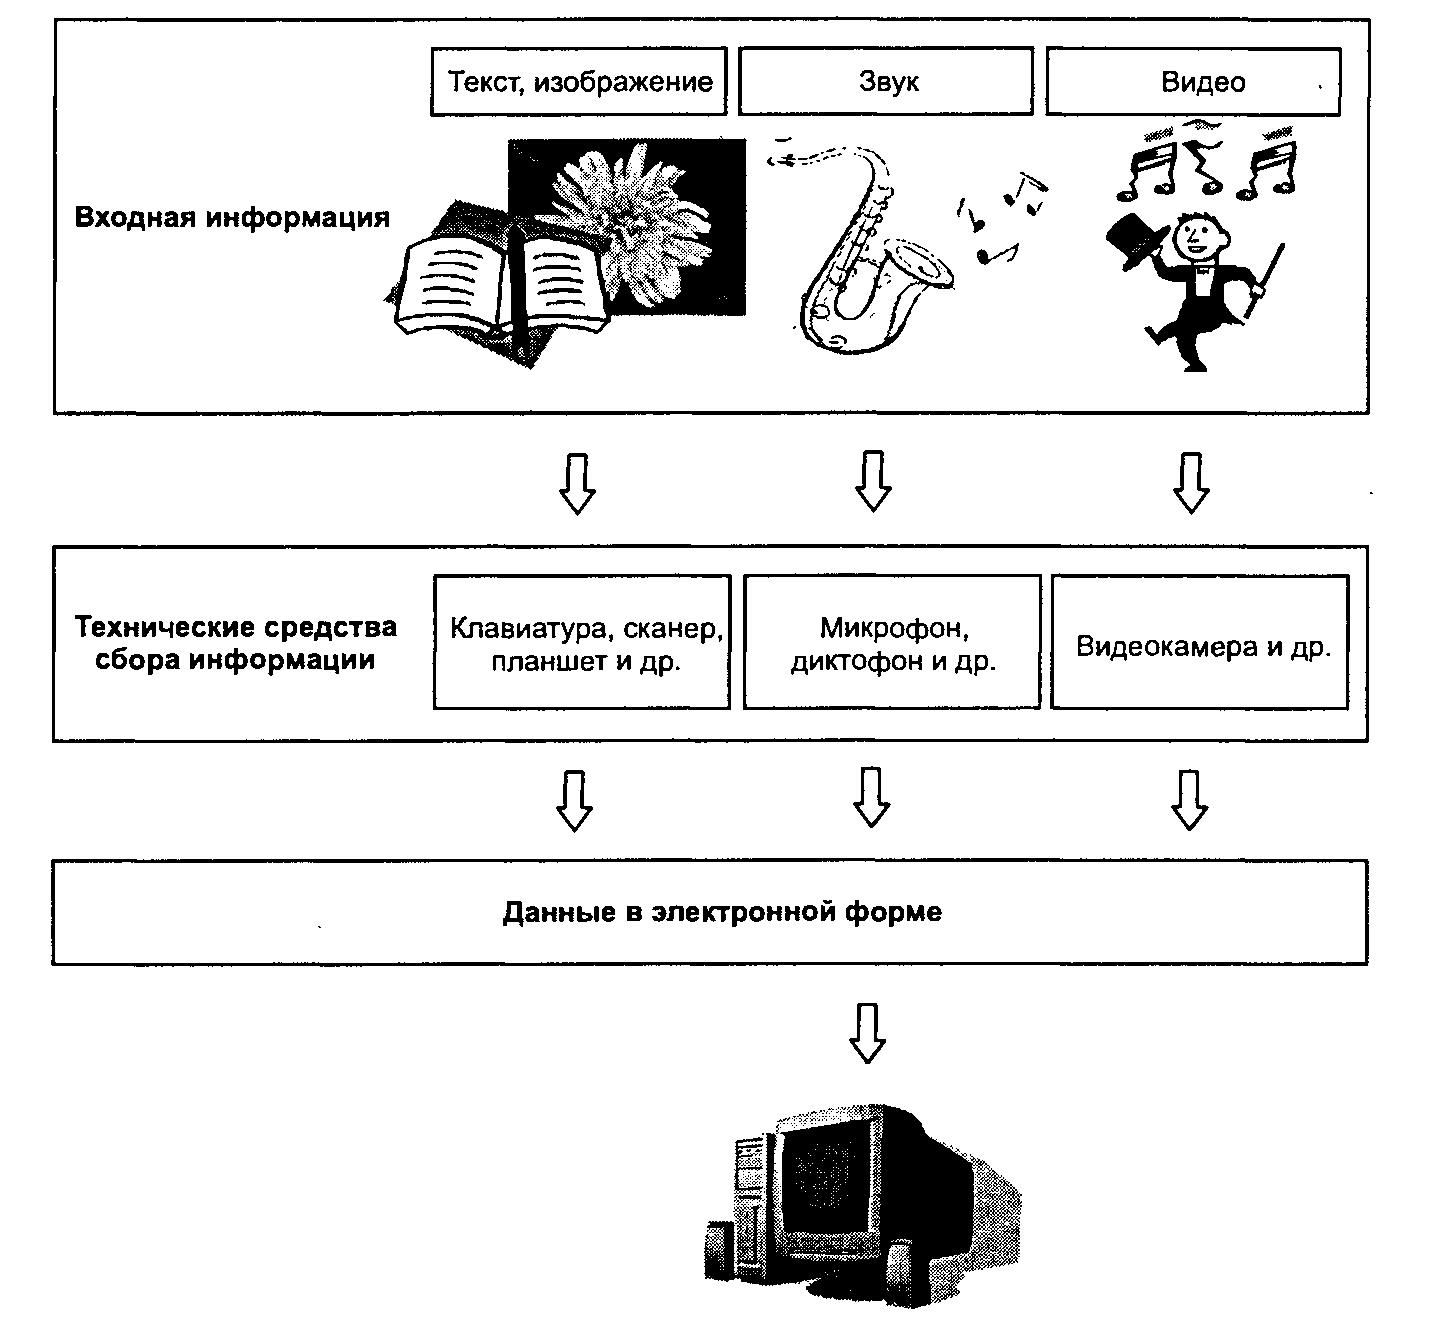 Текст, изображение
Звук
Видео
Входная информация
Технические средства
сбора информации
Клавиатура, сканер,
планшет и др.
Микрофон,
диктофон и др.
Видеокамера и др.
Данные в электронной форме